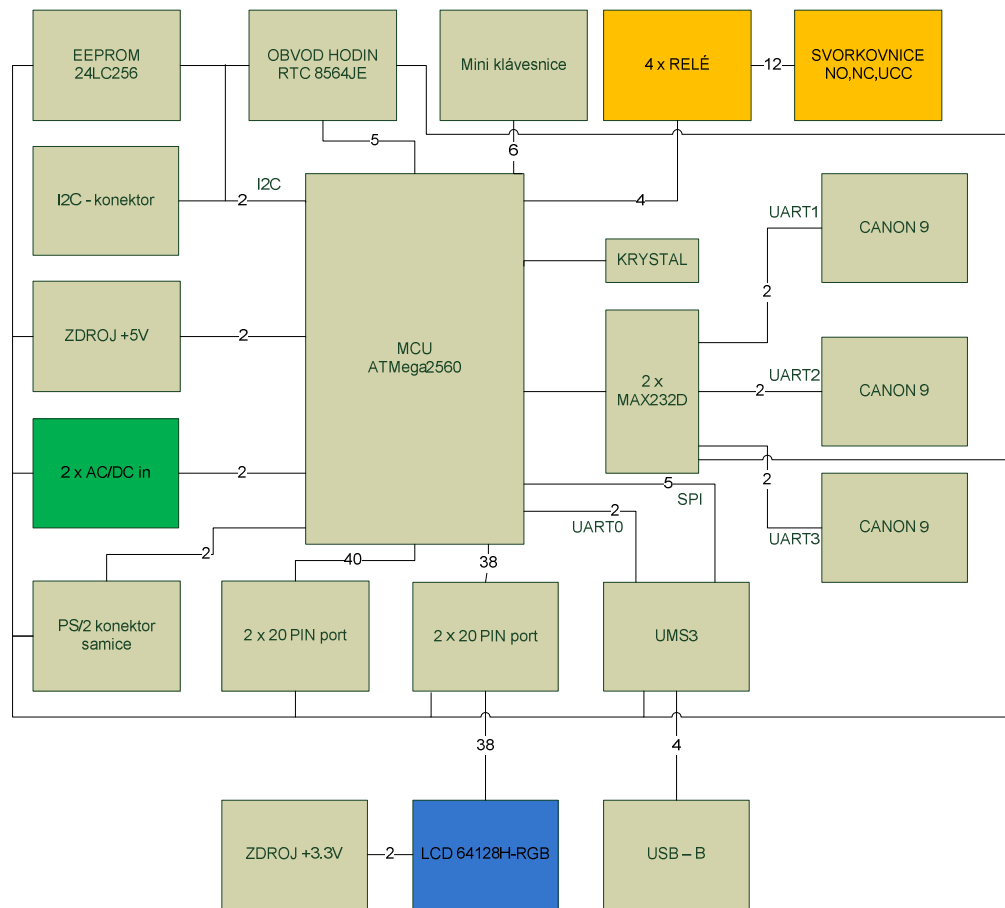 EEPROM
24LC256
OBVOD HODIN
RTC 8564JE
Mini klávesnice
4 x RELÉ
12
SVORKOVNICE
NO,NC,UCC
5
6
I2C - konektor
2
I2C
4
UART1
CANON 9
KRYSTAL
2
ZDROJ +5V
2
MCU
ATMega2560
2 x
MAX232D
UART2
2
CANON 9
2 x AC/DC in
2
2
5
SPI
2
UART0
CANON 9
UART3
2
40
38
PS/2 konektor
samice
2 x 20 PIN port
2 x 20 PIN port
UMS3
38
4
ZDROJ +3.3V
2
LCD 64128H-RGB
USB – B